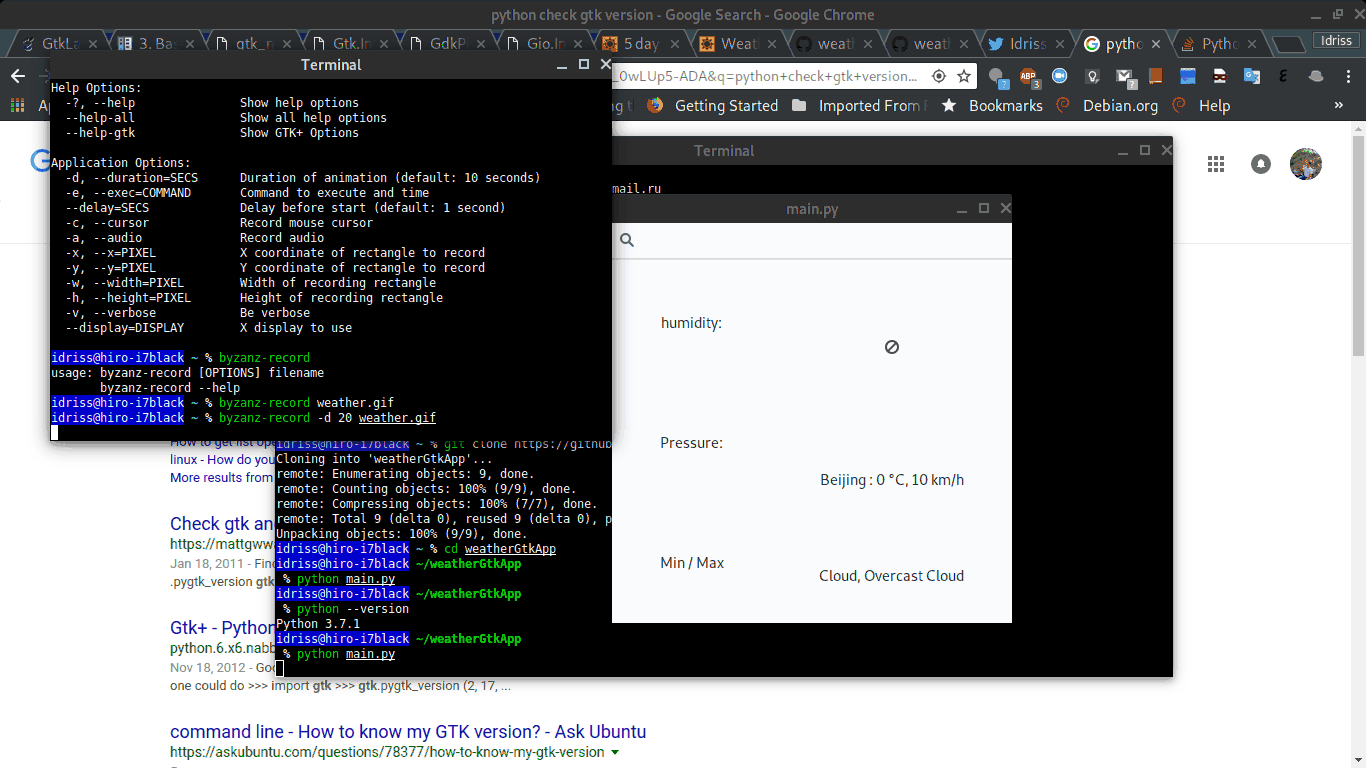 python check gtk version - Google Search - Google Chrome
GtkLa
3. Ba
gtk_r
Gtk.In
GdkP
Gio.In
5 day
Weat
weath
weath
Idriss
pytho
Pytho
Idriss
_0wLUp5-ADA&q=python+check+gtk+version...
ABP
3
7
?
Ap
ng t
Getting Started
Imported From F
Bookmarks
Debian.org
Help
»
Terminal
Help Options:
-?, --help Show help options
--help-all Show all help options
--help-gtk Show GTK+ Options
Application Options:
-d, --duration=SECS Duration of animation (default: 10 seconds)
-e, --exec=COMMAND Command to execute and time
--delay=SECS Delay before start (default: 1 second)
-c, --cursor Record mouse cursor
-a, --audio Record audio
-x, --x=PIXEL X coordinate of rectangle to record
-y, --y=PIXEL Y coordinate of rectangle to record
-w, --width=PIXEL Width of recording rectangle
-h, --height=PIXEL Height of recording rectangle
-v, --verbose Be verbose
--display=DISPLAY X display to use
idriss@hiro-i7black ~ % byzanz-record
usage: byzanz-record [OPTIONS] filename
byzanz-record --help
idriss@hiro-i7black ~ % byzanz-record weather.gif
idriss@hiro-i7black ~ % byzanz-record -d 20 weather.gif
Terminal
mail.ru
main.py
humidity:
Pressure:
Beijing : 0 °C, 10 km/h
Min / Max
Cloud, Overcast Cloud
idriss@hiro-i7black ~ % git clone https://github
Cloning into 'weatherGtkApp'...
remote: Enumerating objects: 9, done.
remote: Counting objects: 100% (9/9), done.
remote: Compressing objects: 100% (7/7), done.
remote: Total 9 (delta 0), reused 9 (delta 0), p
Unpacking objects: 100% (9/9), done.
idriss@hiro-i7black ~ % cd weatherGtkApp
idriss@hiro-i7black ~/weatherGtkApp
% python main.py
idriss@hiro-i7black ~/weatherGtkApp
% python --version
Python 3.7.1
idriss@hiro-i7black ~/weatherGtkApp
% python main.py
How to get list ope
linux - How do you
More results from
Check gtk an
https://mattgww
Jan 18, 2011 - Find
.pygtk_version gtk
Gtk+ - Python
python.6.x6.nabb
Nov 18, 2012 - Goo
one could do >>> import gtk >>> gtk.pygtk_version (2, 17, ...
command line - How to know my GTK version? - Ask Ubuntu
https://askubuntu.com/questions/78377/how-to-know-my-gtk-version